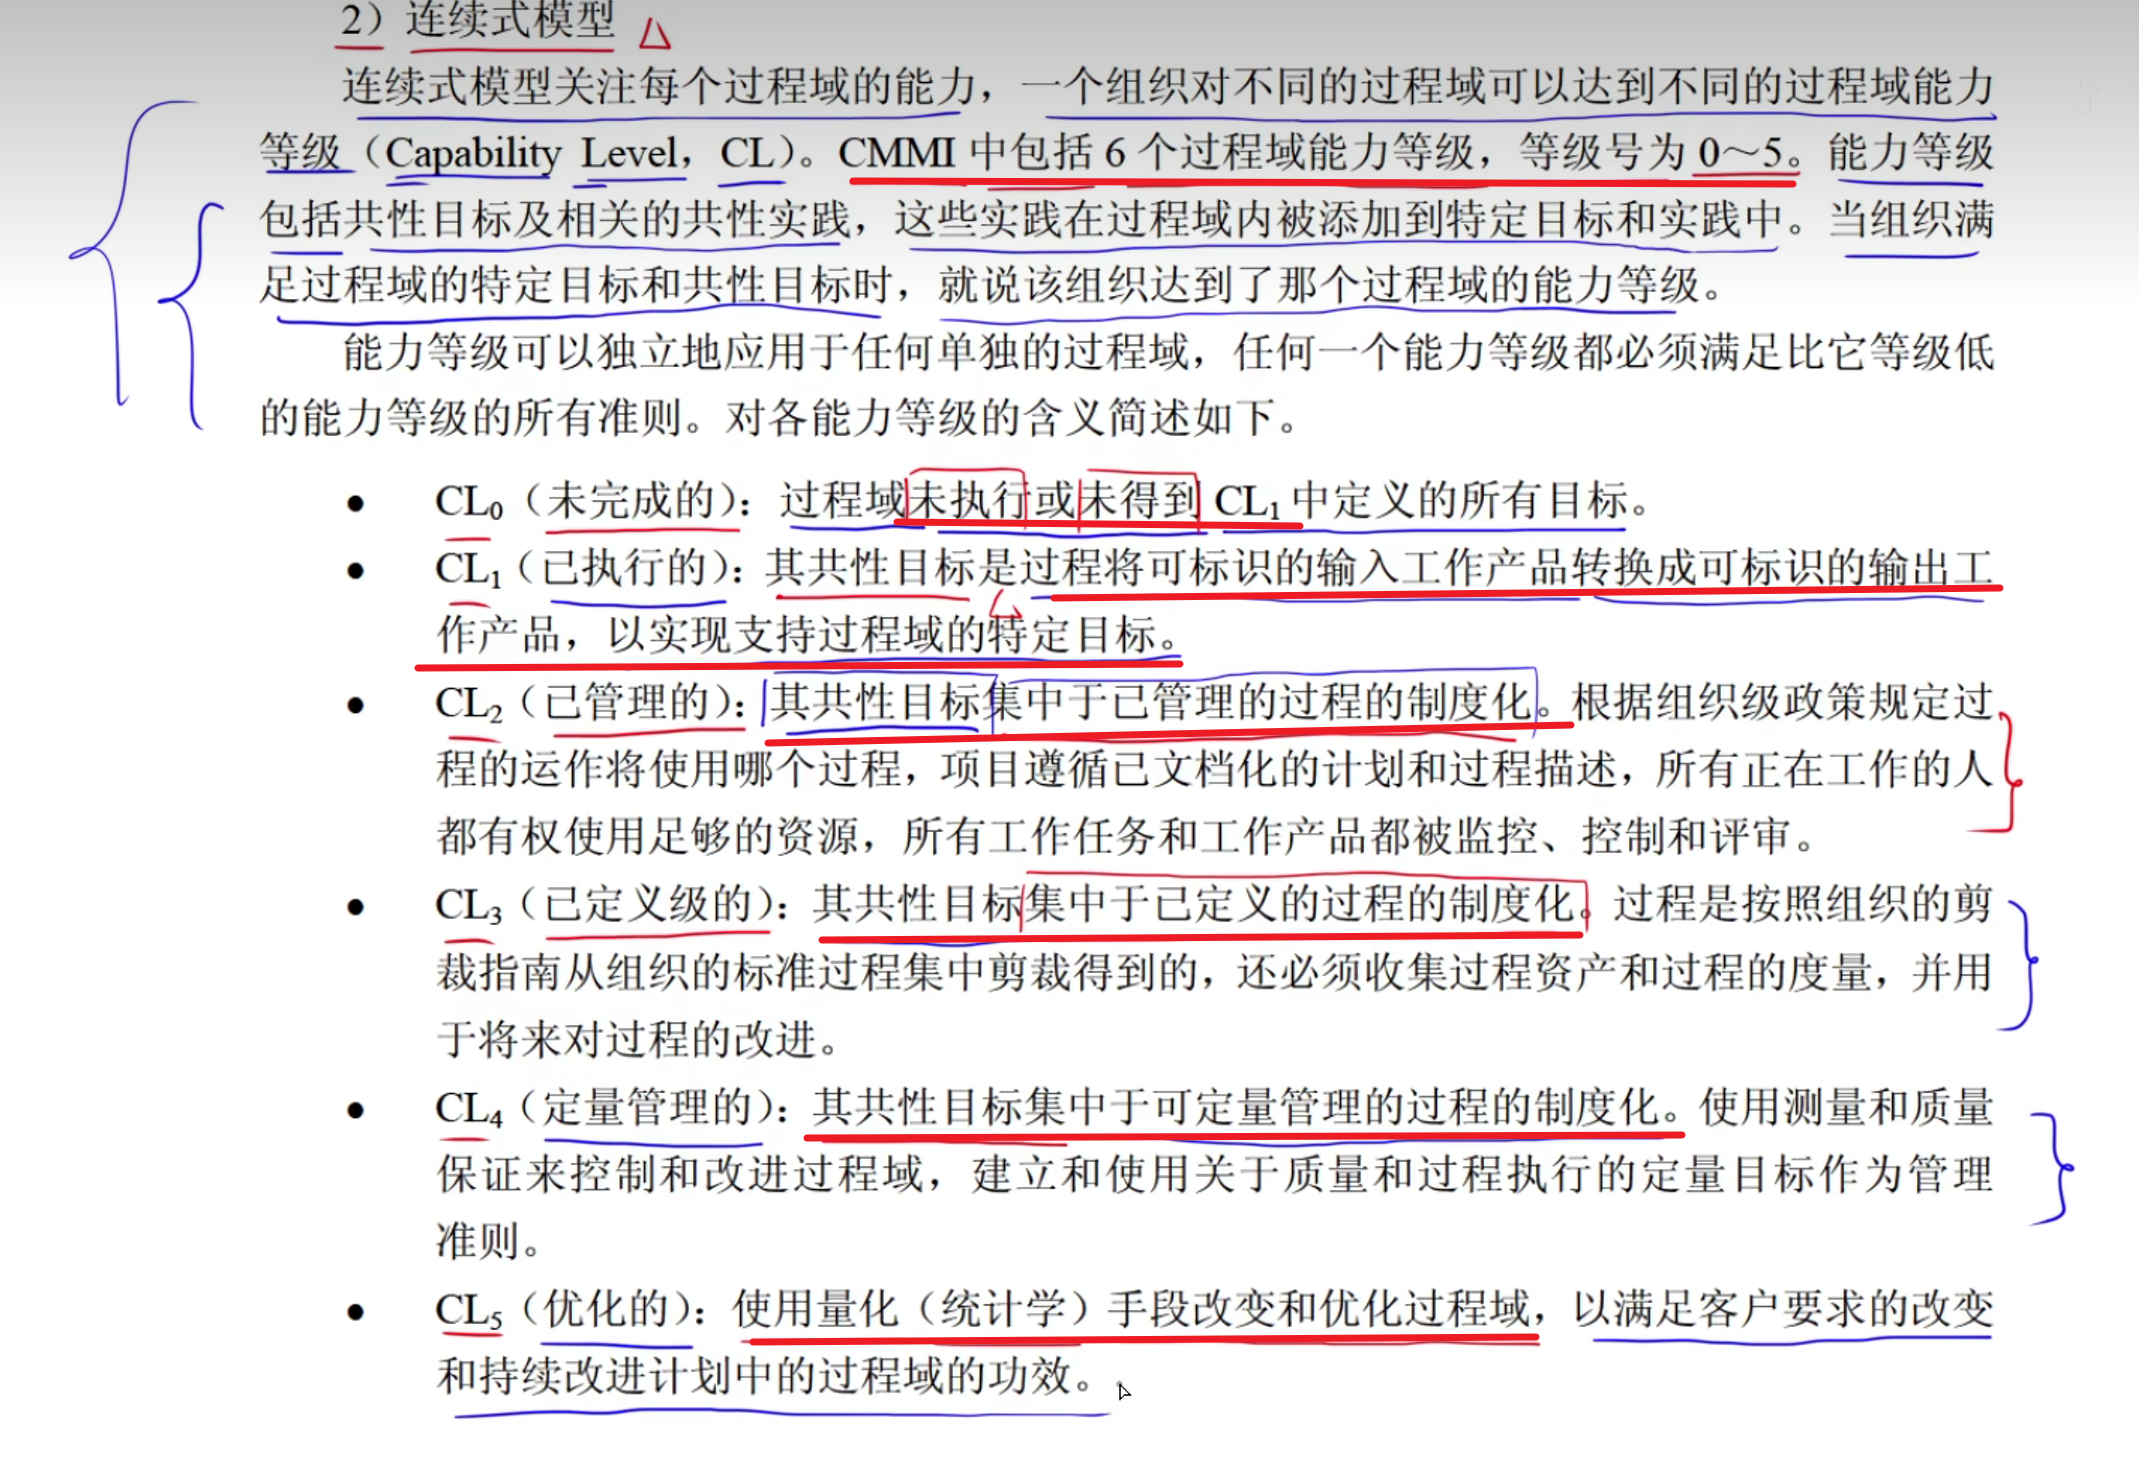 2）连续式模型
连续式模型关注每个过程域的能力，一个组织对不同的过程域可以达到不同的过程域能力
等级（Capability Level，CL）。CMMI 中包括 6 个过程域能力等级，等级号为 0～5。能力等级
包括共性目标及相关的共性实践，这些实践在过程域内被添加到特定目标和实践中。当组织满
足过程域的特定目标和共性目标时，就说该组织达到了那个过程域的能力等级。
能力等级可以独立地应用于任何单独的过程域，任何一个能力等级都必须满足比它等级低
的能力等级的所有准则。对各能力等级的含义简述如下。
● CL₀（未完成的）：过程域未执行或未得到 CL₁ 中定义的所有目标。
● CL₁（已执行的）：其共性目标是过程将可标识的输入工作产品转换成可标识的输出工
作产品，以实现支持过程域的特定目标。
● CL₂（已管理的）：其共性目标集中于已管理的过程的制度化。根据组织级政策规定过
程的运作将使用哪个过程，项目遵循已文档化的计划和过程描述，所有正在工作的人
都有权使用足够的资源，所有工作任务和工作产品都被监控、控制和评审。
● CL₃（已定义级的）：其共性目标集中于已定义的过程的制度化。过程是按照组织的剪
裁指南从组织的标准过程集中剪裁得到的，还必须收集过程资产和过程的度量，并用
于将来对过程的改进。
● CL₄（定量管理的）：其共性目标集中于可定量管理的过程的制度化。使用测量和质量
保证来控制和改进过程域，建立和使用关于质量和过程执行的定量目标作为管理
准则。
● CL₅（优化的）：使用量化（统计学）手段改变和优化过程域，以满足客户要求的改变
和持续改进计划中的过程域的功效。